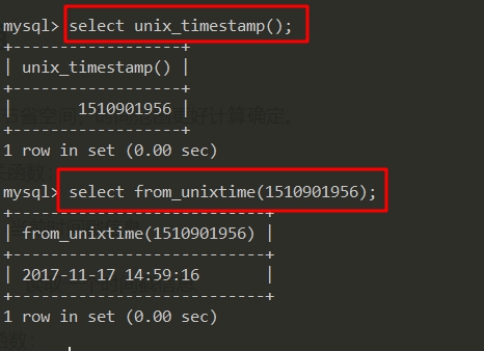 mysql> select unix_timestamp();
+------------------+
| unix_timestamp() |
+------------------+
|       1510901956 |
+------------------+
1 row in set (0.00 sec)
mysql> select from_unixtime(1510901956);
+---------------------------+
| from_unixtime(1510901956) |
+---------------------------+
| 2017-11-17 14:59:16       |
+---------------------------+
1 row in set (0.00 sec)